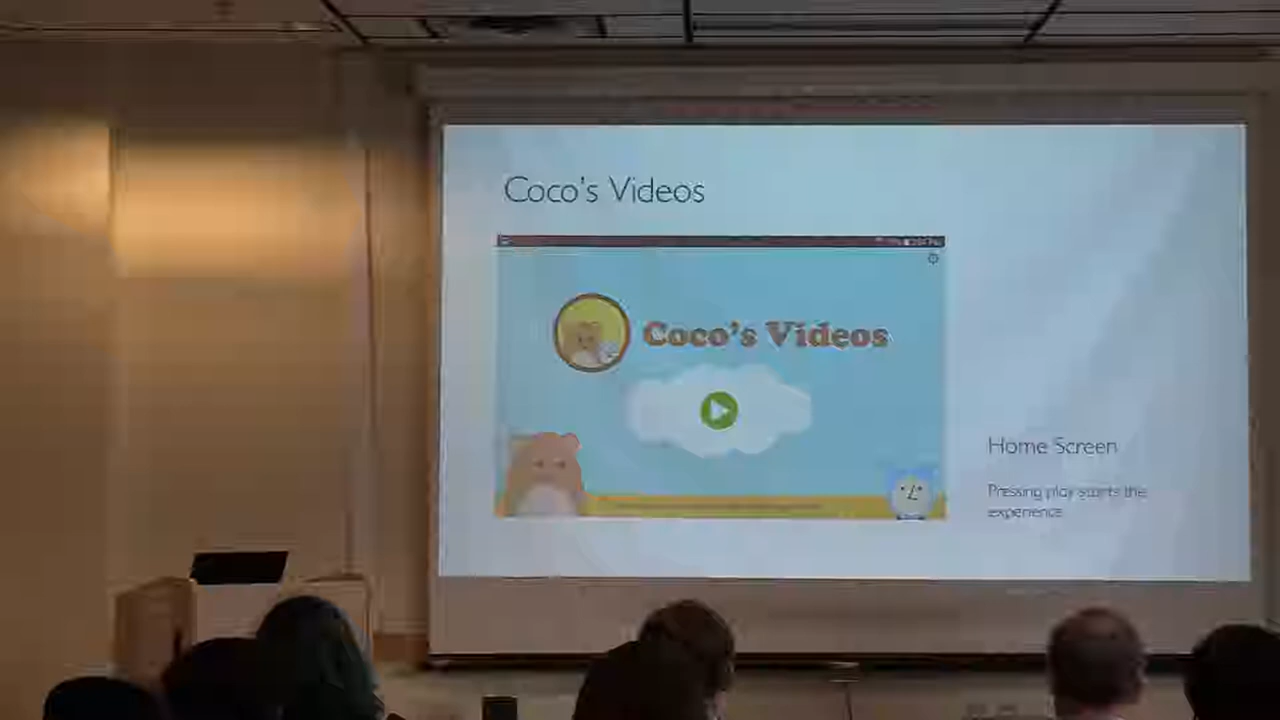 Coco's Videos
Coco's Videos
Home Screen
Pressing play starts the
experience